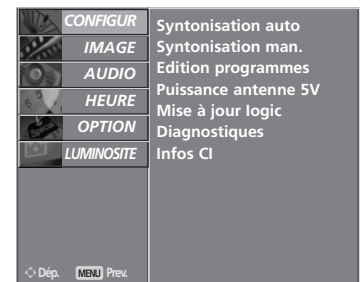 CONFIGUR
IMAGE
AUDIO
HEURE
OPTION
LUMINOSITE
Syntonisation auto
Syntonisation man.
Edition programmes
Puissance antenne 5V
Mise à jour logic
Diagnostiques
Infos CI
Dép. MENU Prev.